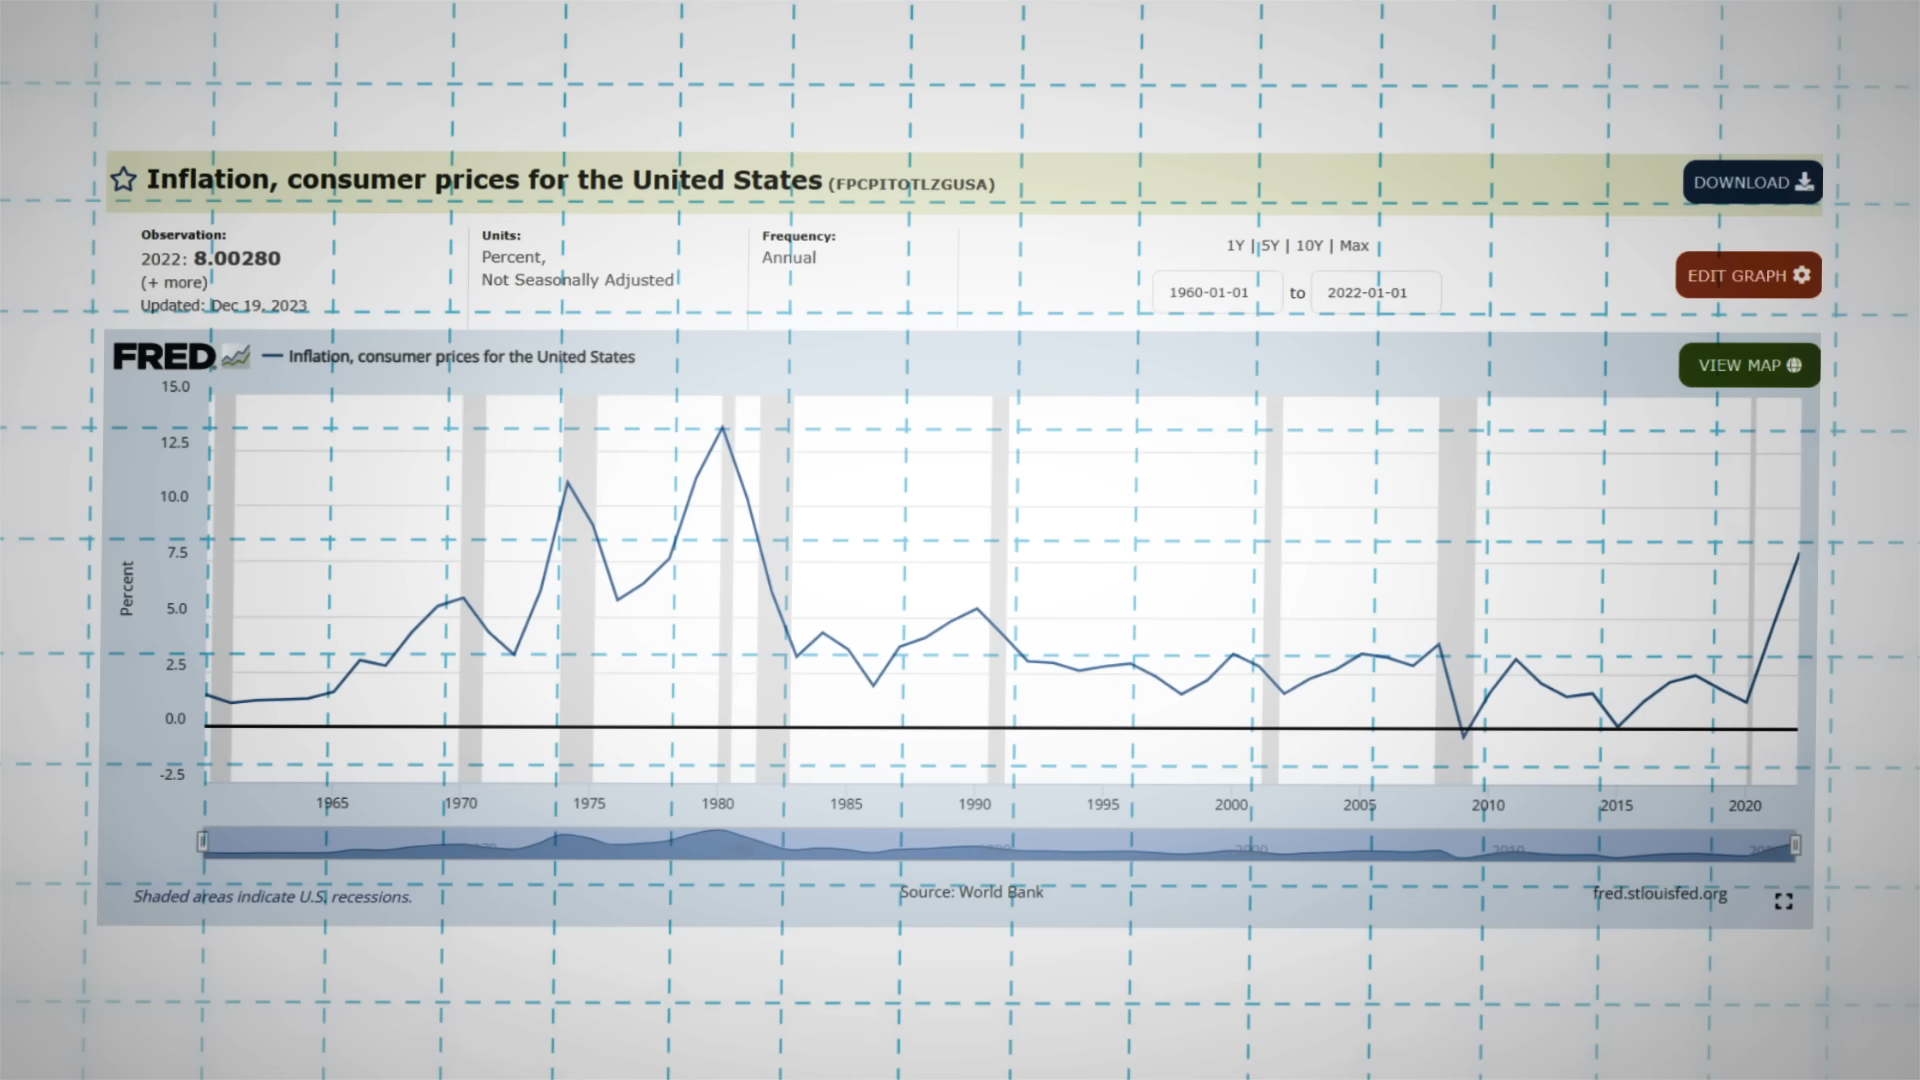 Inflation, consumer prices for the United States (FPCPITOTLZGUSA)
DOWNLOAD
Observation:
2022: 8.00280
(+ more)
Updated: Dec 19, 2023
Units:
Percent,
Not Seasonally Adjusted
Frequency:
Annual
1Y | 5Y | 10Y | Max
1960-01-01 to 2022-01-01
EDIT GRAPH
FRED
Inflation, consumer prices for the United States
VIEW MAP
Percent
15.0
12.5
10.0
7.5
5.0
2.5
0.0
-2.5
1965 1970 1975 1980 1985 1990 1995 2000 2005 2010 2015 2020
2000 2010
Shaded areas indicate U.S. recessions.
Source: World Bank
fred.stlouisfed.org